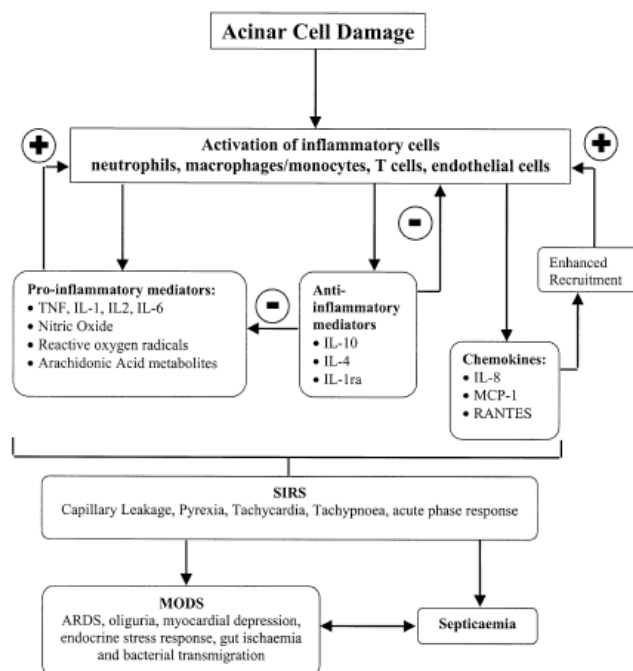 Acinar Cell Damage
+
+
Activation of inflammatory cells
neutrophils, macrophages/monocytes, T cells, endothelial cells
-
Enhanced
Recruitment
Pro-inflammatory mediators:
• TNF, IL-1, IL2, IL-6
• Nitric Oxide
• Reactive oxygen radicals
• Arachidonic Acid metabolites
-
Anti-
inflammatory
mediators
• IL-10
• IL-4
• IL-1ra
Chemokines:
• IL-8
• MCP-1
• RANTES
SIRS
Capillary Leakage, Pyrexia, Tachycardia, Tachypnoea, acute phase response
MODS
ARDS, oliguria, myocardial depression,
endocrine stress response, gut ischaemia
and bacterial transmigration
Septicaemia